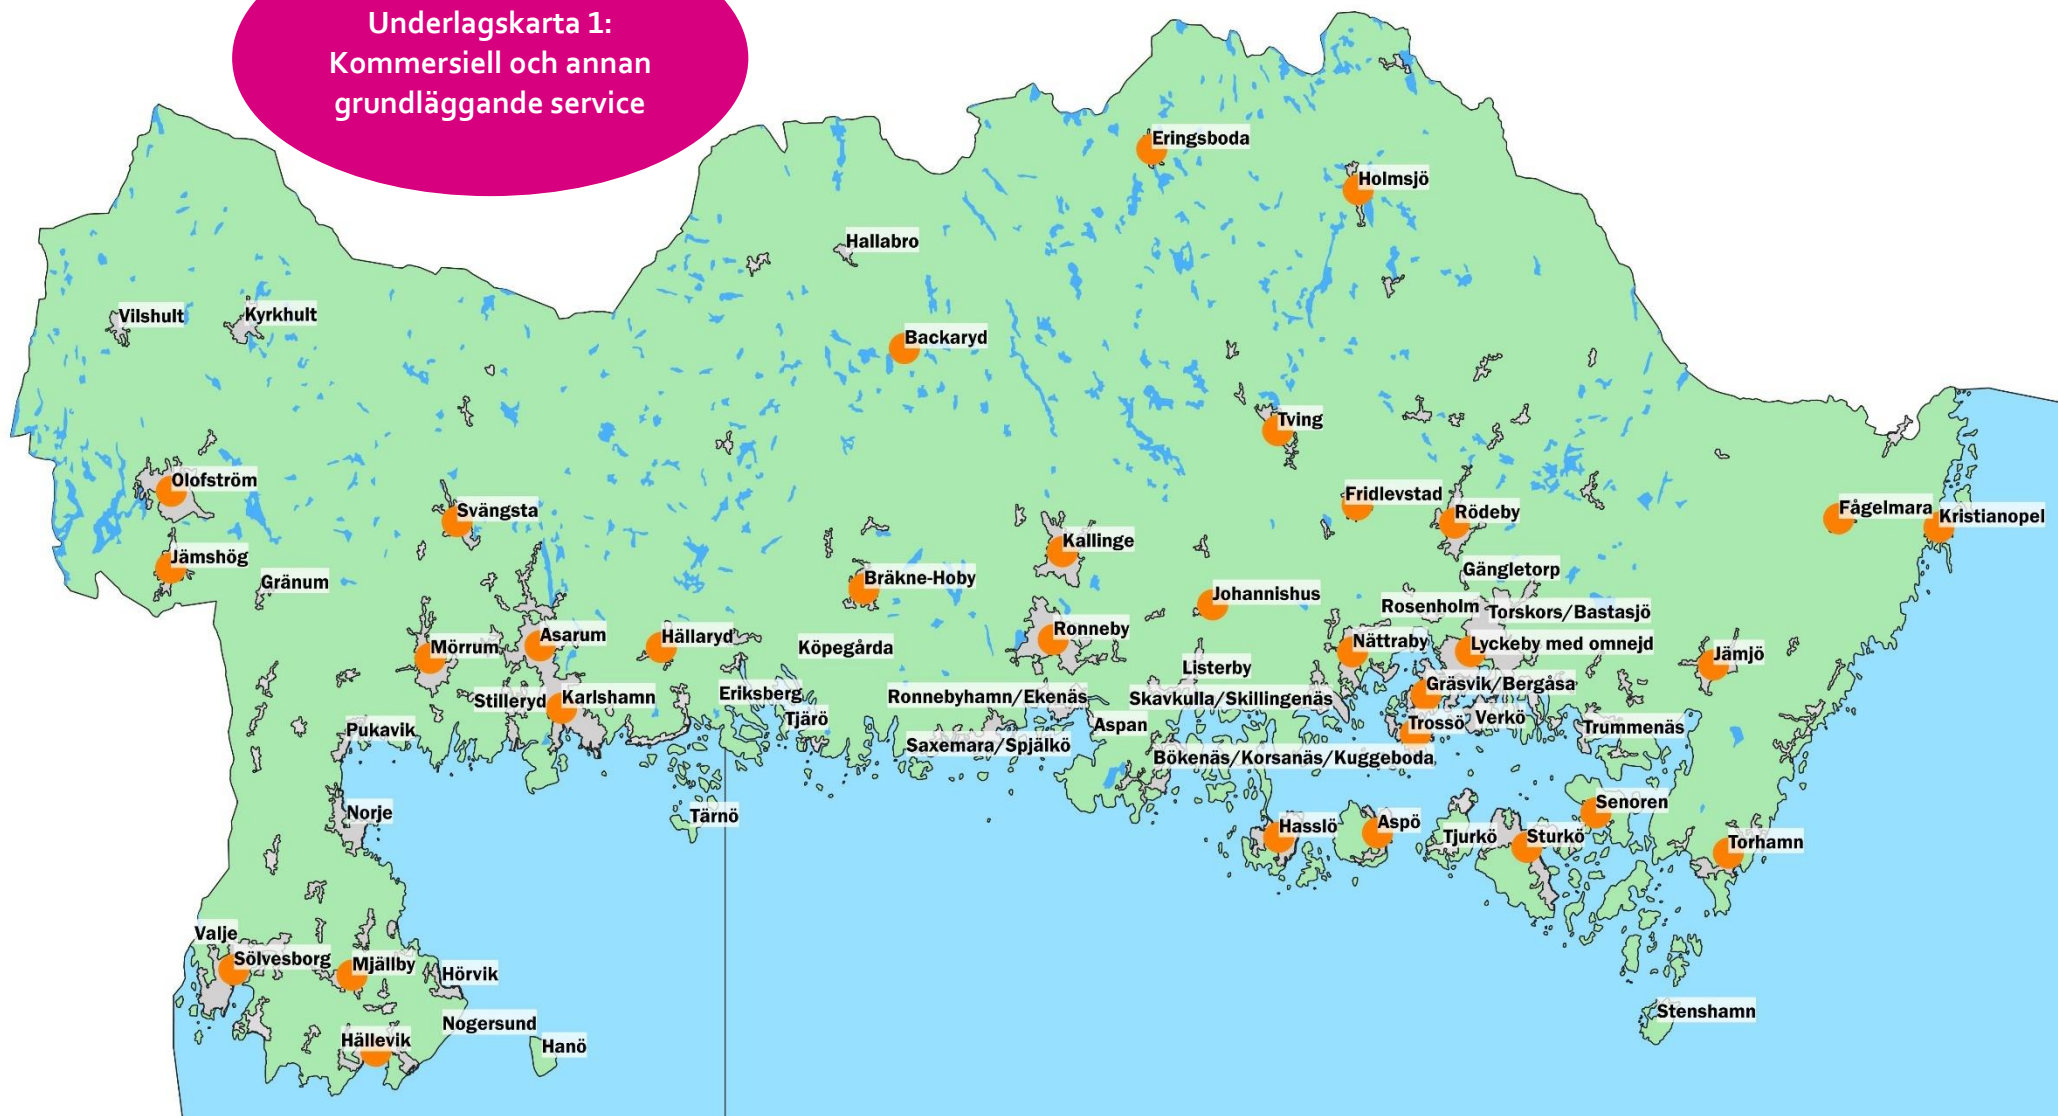 Underlagskarta 1:
Kommersiell och annan
grundläggande service
Eringsboda
Holmsjö
Hallabro
Vilshult
Kyrkhult
Backaryd
Tving
Olofström
Svängsta
Fridlevstad
Rödeby
Fågelmara
Kristianopel
Kallinge
Jämshög
Gränum
Bräkne-Hoby
Gängletorp
Johannishus
Rosenholm
Torskors/Bastasjö
Mörrum
Asarum
Hällaryd
Köpegårda
Ronneby
Nättraby
Lyckeby med omnejd
Jämjö
Listerby
Stilleryd
Karlshamn
Eriksberg
Ronnebyhamn/Ekenäs
Skavkulla/Skillingenäs
Gräsvik/Bergåsa
Pukavik
Tjärö
Aspan
Trossö
Verkö
Trummenäs
Saxemara/Spjälkö
Bökenäs/Korsanäs/Kuggeboda
Norje
Tärnö
Senoren
Hasslö
Aspö
Tjurkö
Sturkö
Torhamn
Valje
Sölvesborg
Mjällby
Hörvik
Nogersund
Stenshamn
Hällevik
Hanö